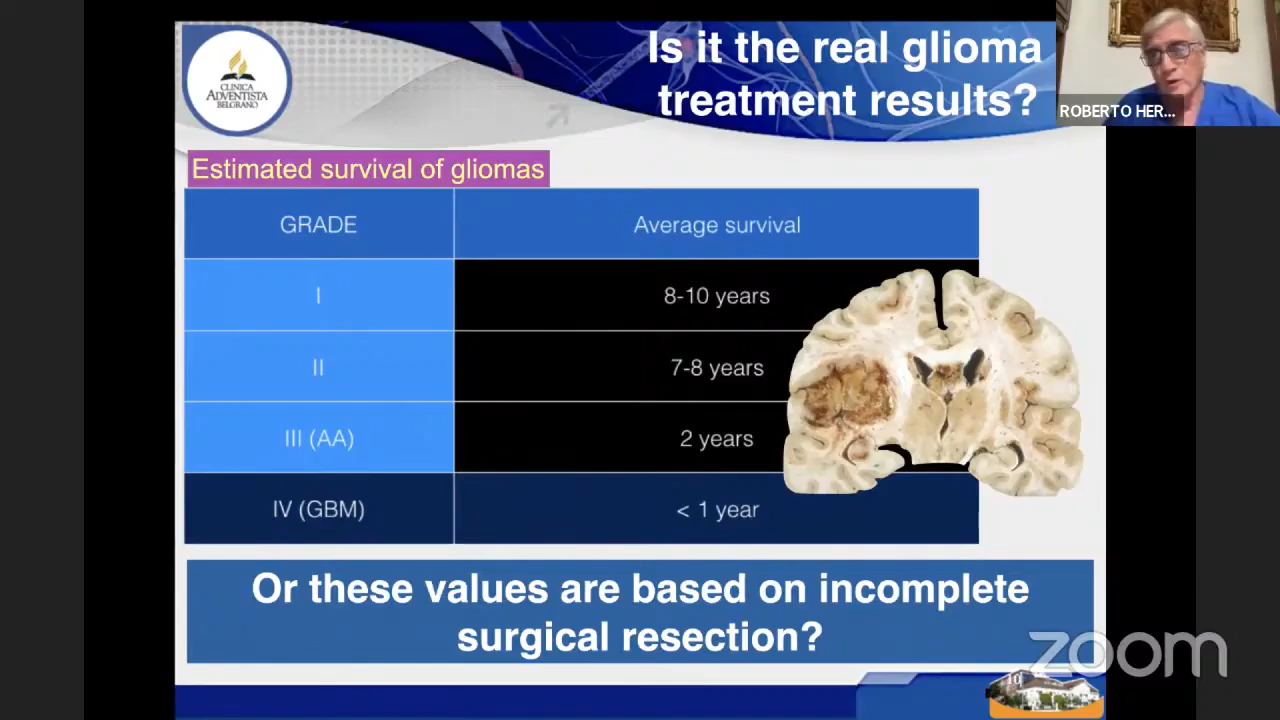 Is it the real glioma
treatment results?
ROBERTO HER...
CLINICA
ADVENTISTA
BELGRANO
Estimated survival of gliomas
GRADE Average survival
I 8-10 years
II 7-8 years
III (AA) 2 years
IV (GBM) < 1 year
Or these values are based on incomplete
surgical resection?
zoom